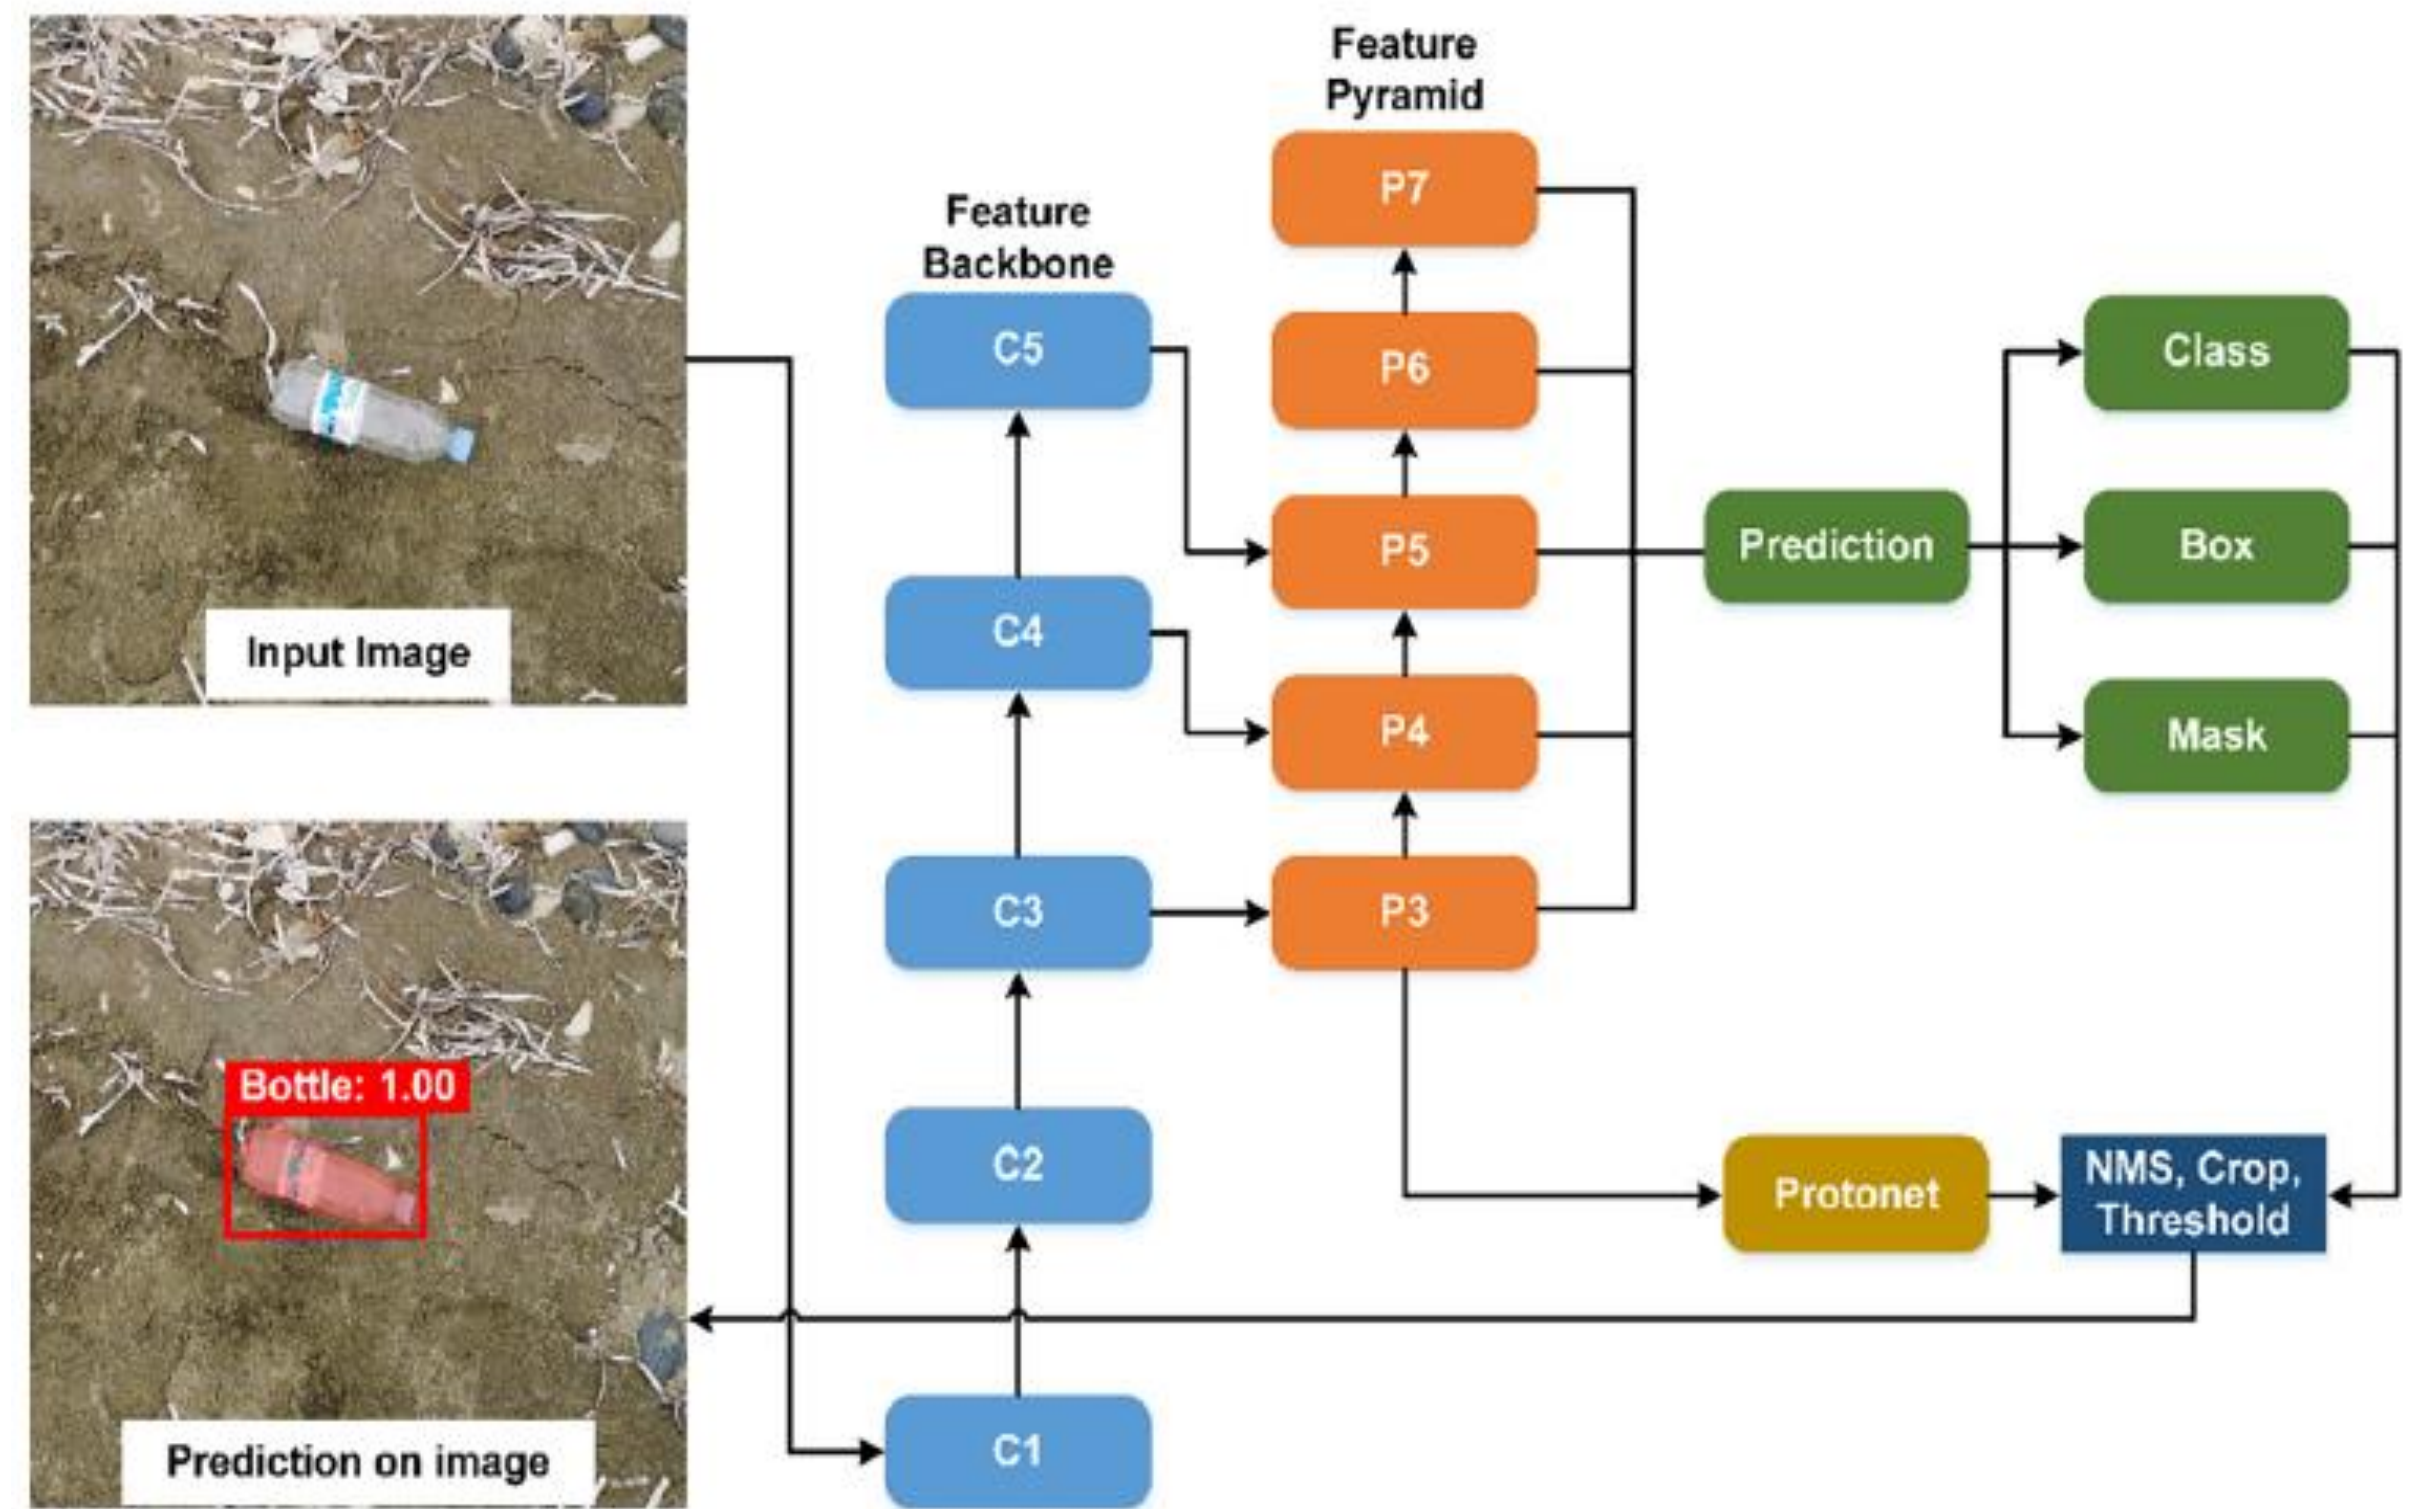 Input Image
Bottle: 1.00
Prediction on image
Feature
Backbone
C5
C4
C3
C2
C1
Feature
Pyramid
P7
P6
P5
P4
P3
Prediction
Class
Box
Mask
Protonet
NMS, Crop,
Threshold